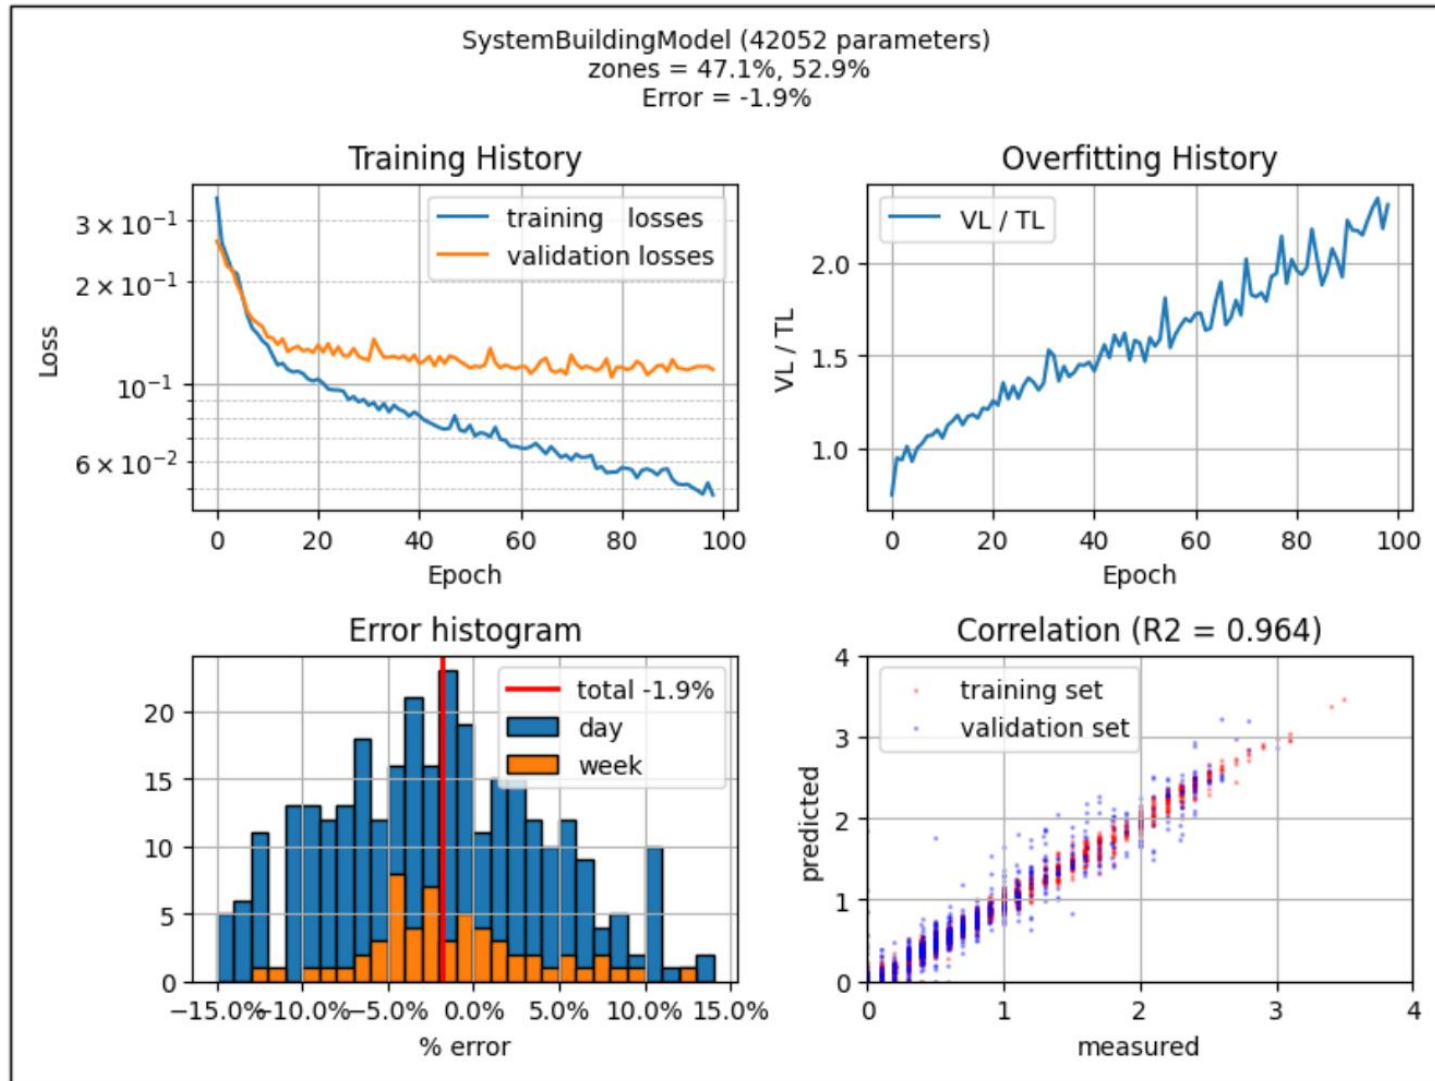 SystemBuildingModel (42052 parameters)
zones = 47.1%, 52.9%
Error = -1.9%
Training History
3 × 10⁻¹
2 × 10⁻¹
10⁻¹
6 × 10⁻²
Loss
training losses
validation losses
0 20 40 60 80 100
Epoch
Overfitting History
VL / TL
2.0
1.5
1.0
VL / TL
0 20 40 60 80 100
Epoch
Error histogram
20
15
10
5
0
total -1.9%
day
week
−15.0% −10.0% −5.0% 0.0% 5.0% 10.0% 15.0%
% error
Correlation (R2 = 0.964)
4
3
2
1
0
predicted
training set
validation set
0 1 2 3 4
measured